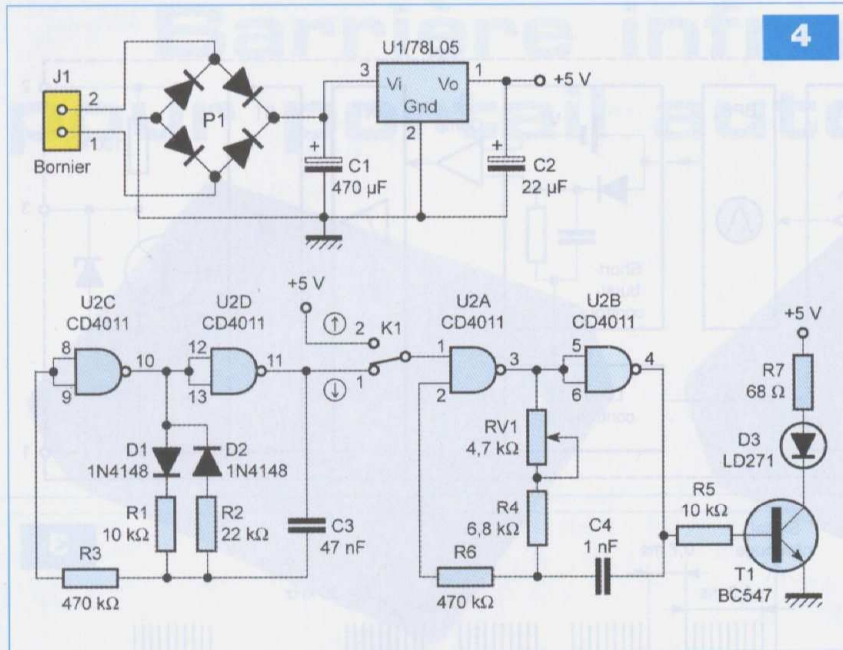 4
U1/78L05
J1
2
1
Bornier
P1
3
Vi
Vo
1
Gnd
2
+5 V
+
C1
470 µF
+
C2
22 µF
+5 V
U2C
CD4011
8
9
10
U2D
CD4011
12
13
11
2
K1
1
U2A
CD4011
1
2
3
U2B
CD4011
5
6
4
+5 V
R7
68 Ω
D3
LD271
D1
1N4148
D2
1N4148
R1
10 kΩ
R2
22 kΩ
R3
470 kΩ
C3
47 nF
RV1
4,7 kΩ
R4
6,8 kΩ
R6
470 kΩ
C4
1 nF
R5
10 kΩ
T1
BC547